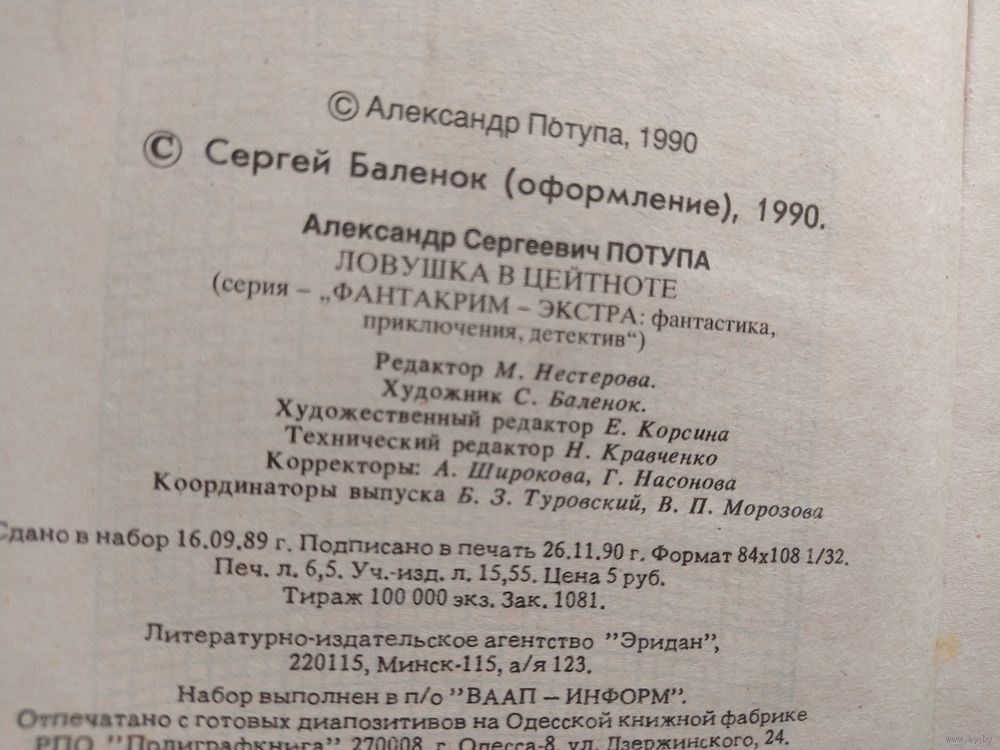 © Александр Потупа, 1990
© Сергей Баленок (оформление), 1990.
Александр Сергеевич ПОТУПА
ЛОВУШКА В ЦЕЙТНОТЕ
(серия – „ФАНТАКРИМ – ЭКСТРА: фантастика,
приключения, детектив“)
Редактор М. Нестерова.
Художник С. Баленок.
Художественный редактор Е. Корсина
Технический редактор Н. Кравченко
Корректоры: А. Широкова, Г. Насонова
Координаторы выпуска Б. З. Туровский, В. П. Морозова
Сдано в набор 16.09.89 г. Подписано в печать 26.11.90 г. Формат 84х108 1/32.
Печ. л. 6,5. Уч.-изд. л. 15,55. Цена 5 руб.
Тираж 100 000 экз. Зак. 1081.
Литературно-издательское агентство "Эридан",
220115, Минск-115, а/я 123.
Набор выполнен в п/о "ВААП – ИНФОРМ".
Отпечатано с готовых диапозитивов на Одесской книжной фабрике
РПО "Полиграфкнига" 270008, г. Одесса-8, ул. Дзержинского, 24.
www.ay.by